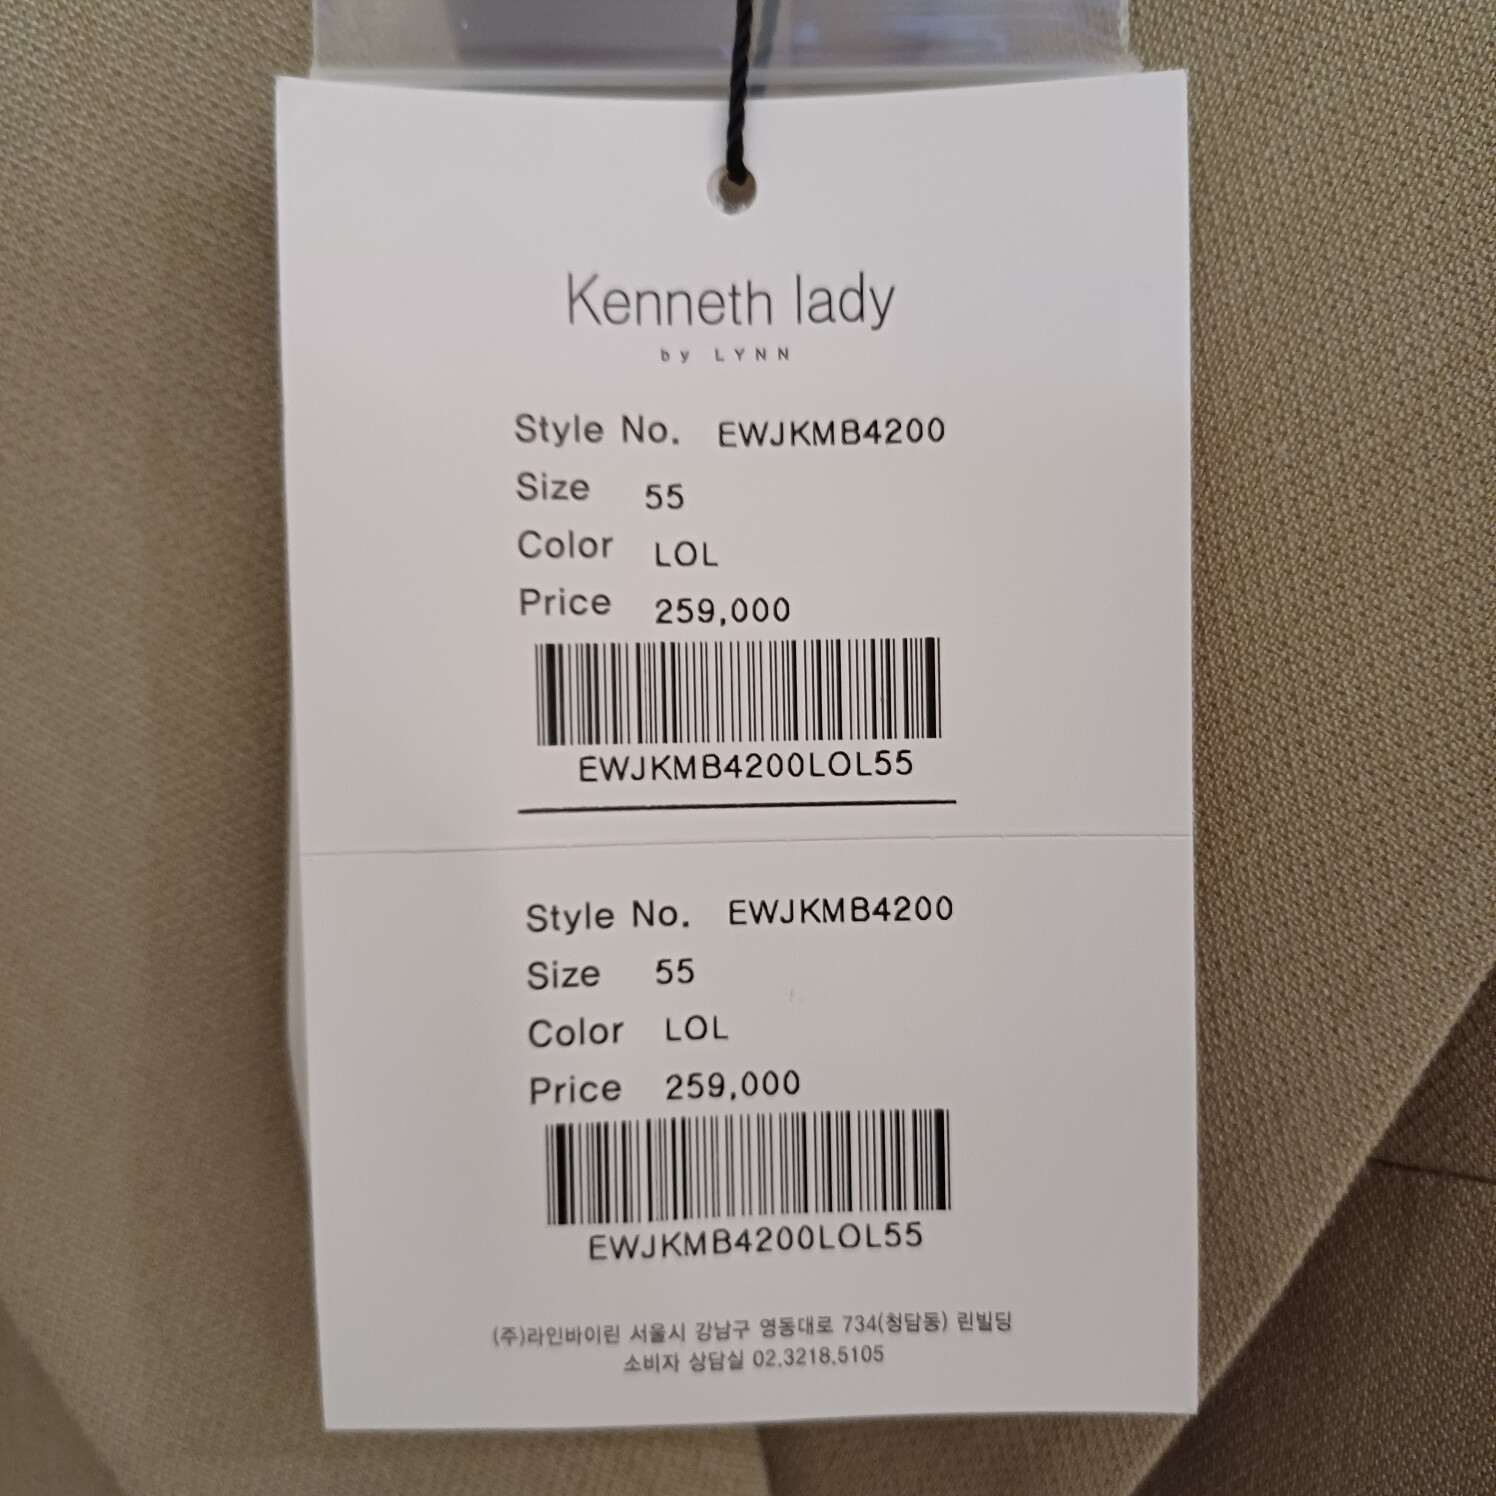 Kenneth lady
by LYNN
Style No. EWJKMB4200
Size 55
Color LOL
Price 259,000
EWJKMB4200LOL55
Style No. EWJKMB4200
Size 55
Color LOL
Price 259,000
EWJKMB4200LOL55
(주)라인바이린 서울시 강남구 영동대로 734(청담동) 린빌딩
소비자 상담실 02.3218.5105